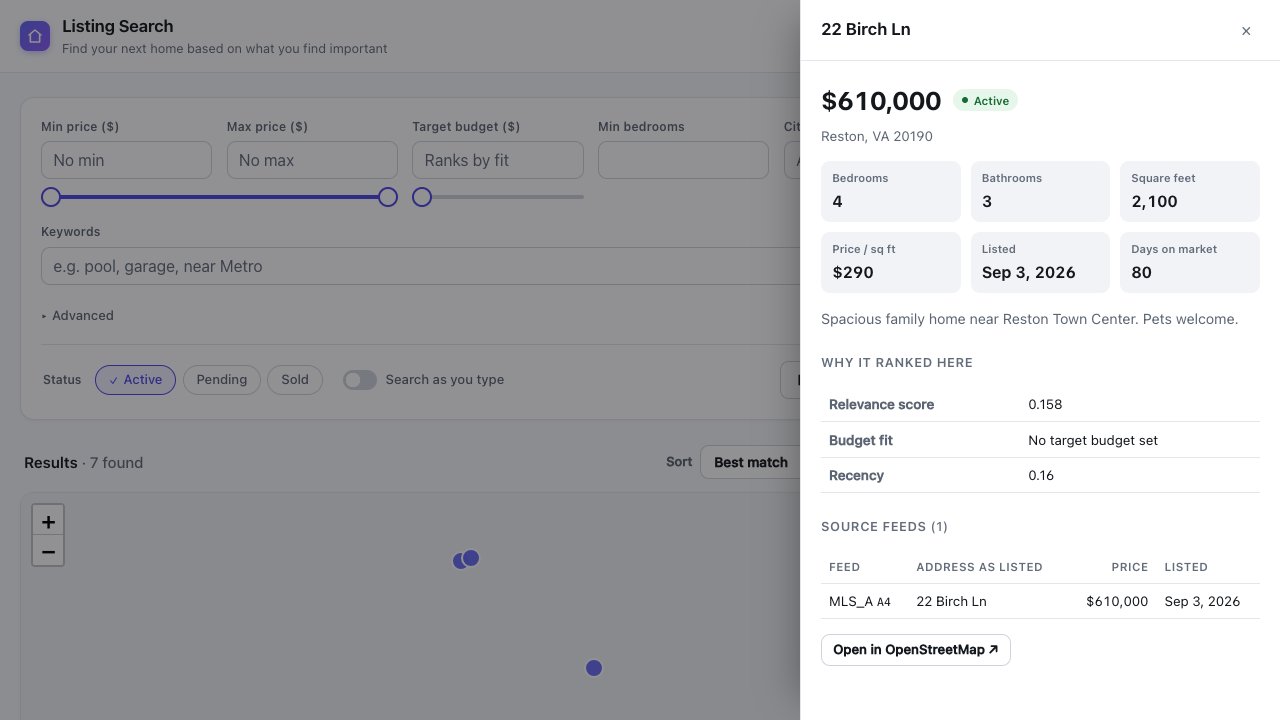 Listing Search
Find your next home based on what you find important
Min price ($)
Max price ($)
Target budget ($)
Min bedrooms
No min
No max
Ranks by fit
Keywords
e.g. pool, garage, near Metro
▸ Advanced
Status
✓ Active
Pending
Sold
Search as you type
Results · 7 found
Sort
Best match
+
−
22 Birch Ln
×
$610,000
Active
Reston, VA 20190
Bedrooms
4
Bathrooms
3
Square feet
2,100
Price / sq ft
$290
Listed
Sep 3, 2026
Days on market
80
Spacious family home near Reston Town Center. Pets welcome.
WHY IT RANKED HERE
Relevance score 0.158
Budget fit No target budget set
Recency 0.16
SOURCE FEEDS (1)
FEED ADDRESS AS LISTED PRICE LISTED
MLS_A A4 22 Birch Ln $610,000 Sep 3, 2026
Open in OpenStreetMap ↗